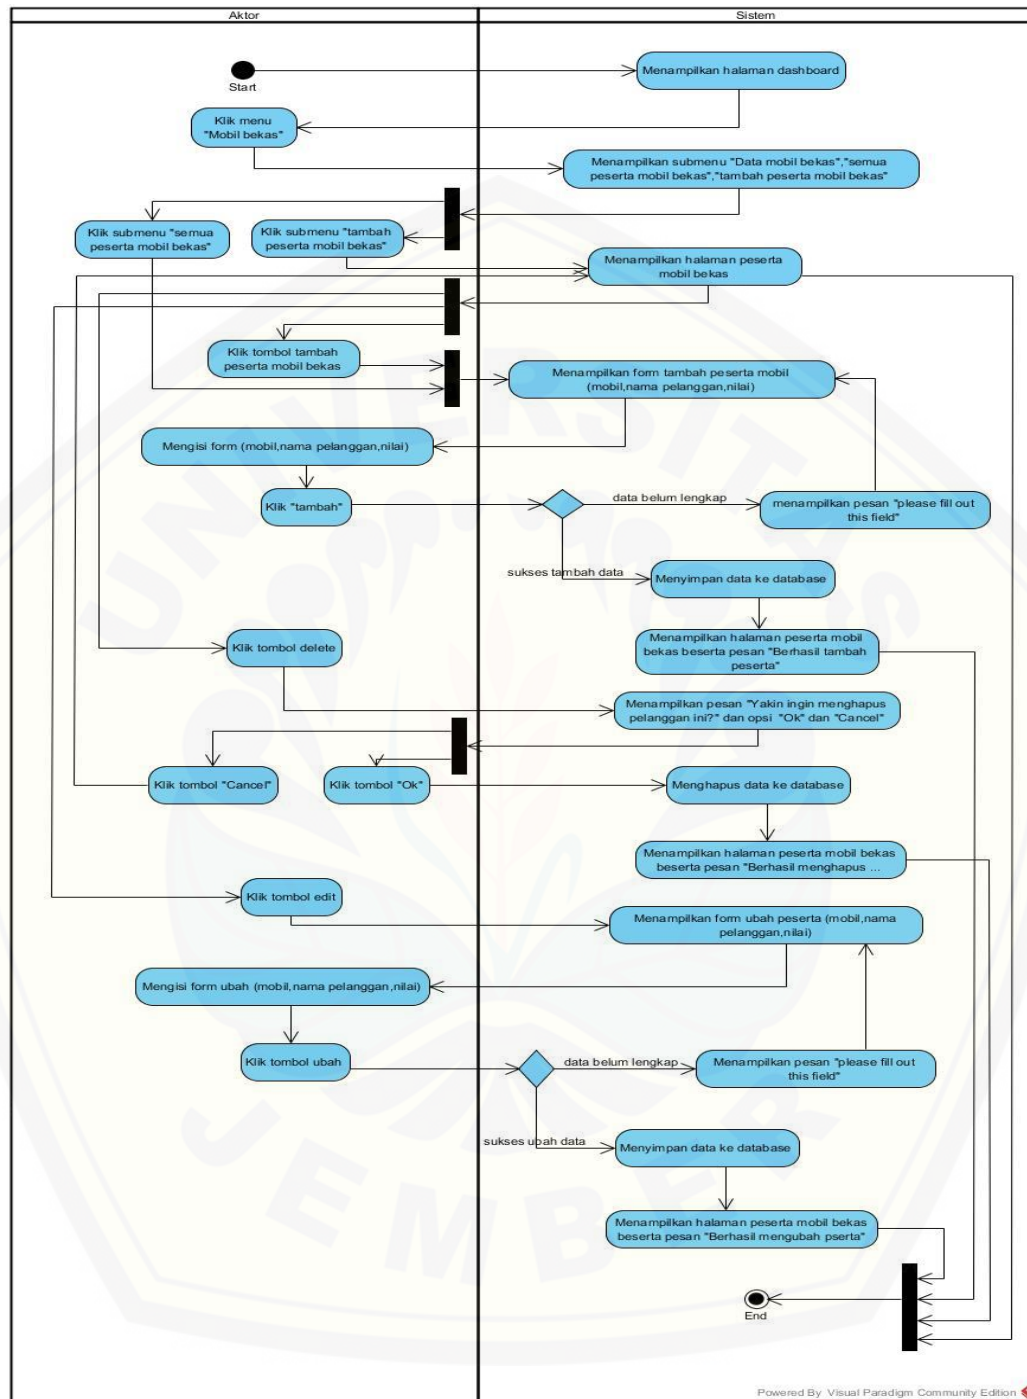 Aktor
Sistem
Start
Menampilkan halaman dashboard
Klik menu
"Mobil bekas"
Menampilkan submenu "Data mobil bekas","semua
peserta mobil bekas","tambah peserta mobil bekas"
Klik submenu "semua
peserta mobil bekas"
Klik submenu "tambah
peserta mobil bekas"
Menampilkan halaman peserta
mobil bekas
Klik tombol tambah
peserta mobil bekas
Menampilkan form tambah peserta mobil
(mobil,nama pelanggan,nilai)
Mengisi form (mobil,nama pelanggan,nilai)
Klik "tambah"
data belum lengkap
menampilkan pesan "please fill out
this field"
sukses tambah data
Menyimpan data ke database
Klik tombol delete
Menampilkan halaman peserta mobil
bekas beserta pesan "Berhasil tambah
peserta"
Menampilkan pesan "Yakin ingin menghapus
pelanggan ini?" dan opsi "Ok" dan "Cancel"
Klik tombol "Cancel"
Klik tombol "Ok"
Menghapus data ke database
Menampilkan halaman peserta mobil bekas
beserta pesan "Berhasil menghapus ...
Klik tombol edit
Menampilkan form ubah peserta (mobil,nama
pelanggan,nilai)
Mengisi form ubah (mobil,nama pelanggan,nilai)
Klik tombol ubah
data belum lengkap
Menampilkan pesan "please fill out
this field"
sukses ubah data
Menyimpan data ke database
Menampilkan halaman peserta mobil bekas
beserta pesan "Berhasil mengubah pserta"
End
UNIVERSITAS
JEMBER
Powered By Visual Paradigm Community Edition